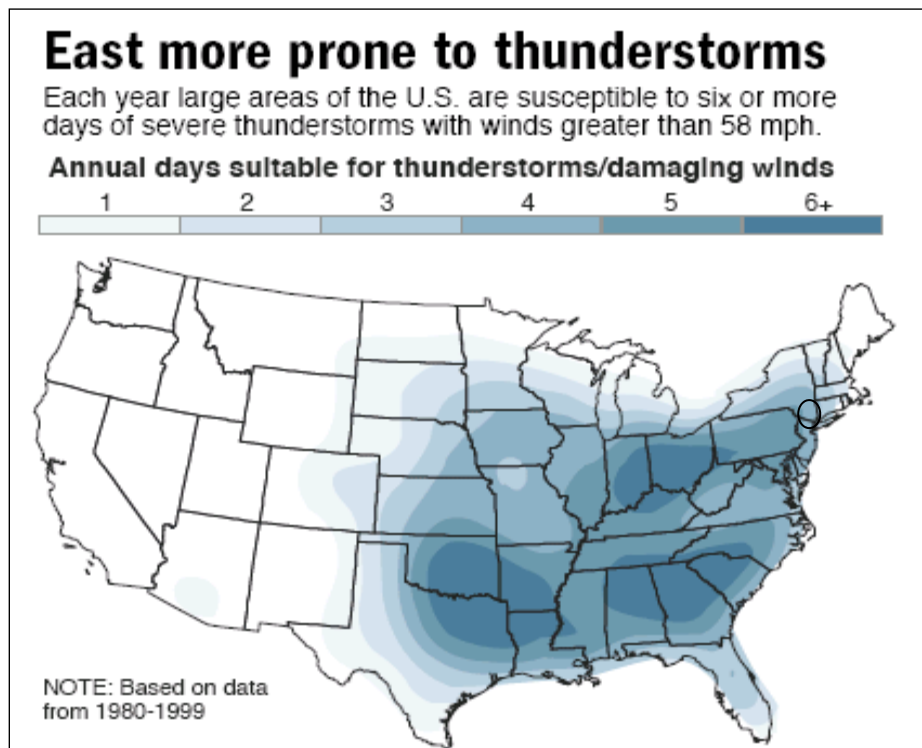 East more prone to thunderstorms
Each year large areas of the U.S. are susceptible to six or more
days of severe thunderstorms with winds greater than 58 mph.
Annual days suitable for thunderstorms/damaging winds
1 2 3 4 5 6+
NOTE: Based on data
from 1980-1999